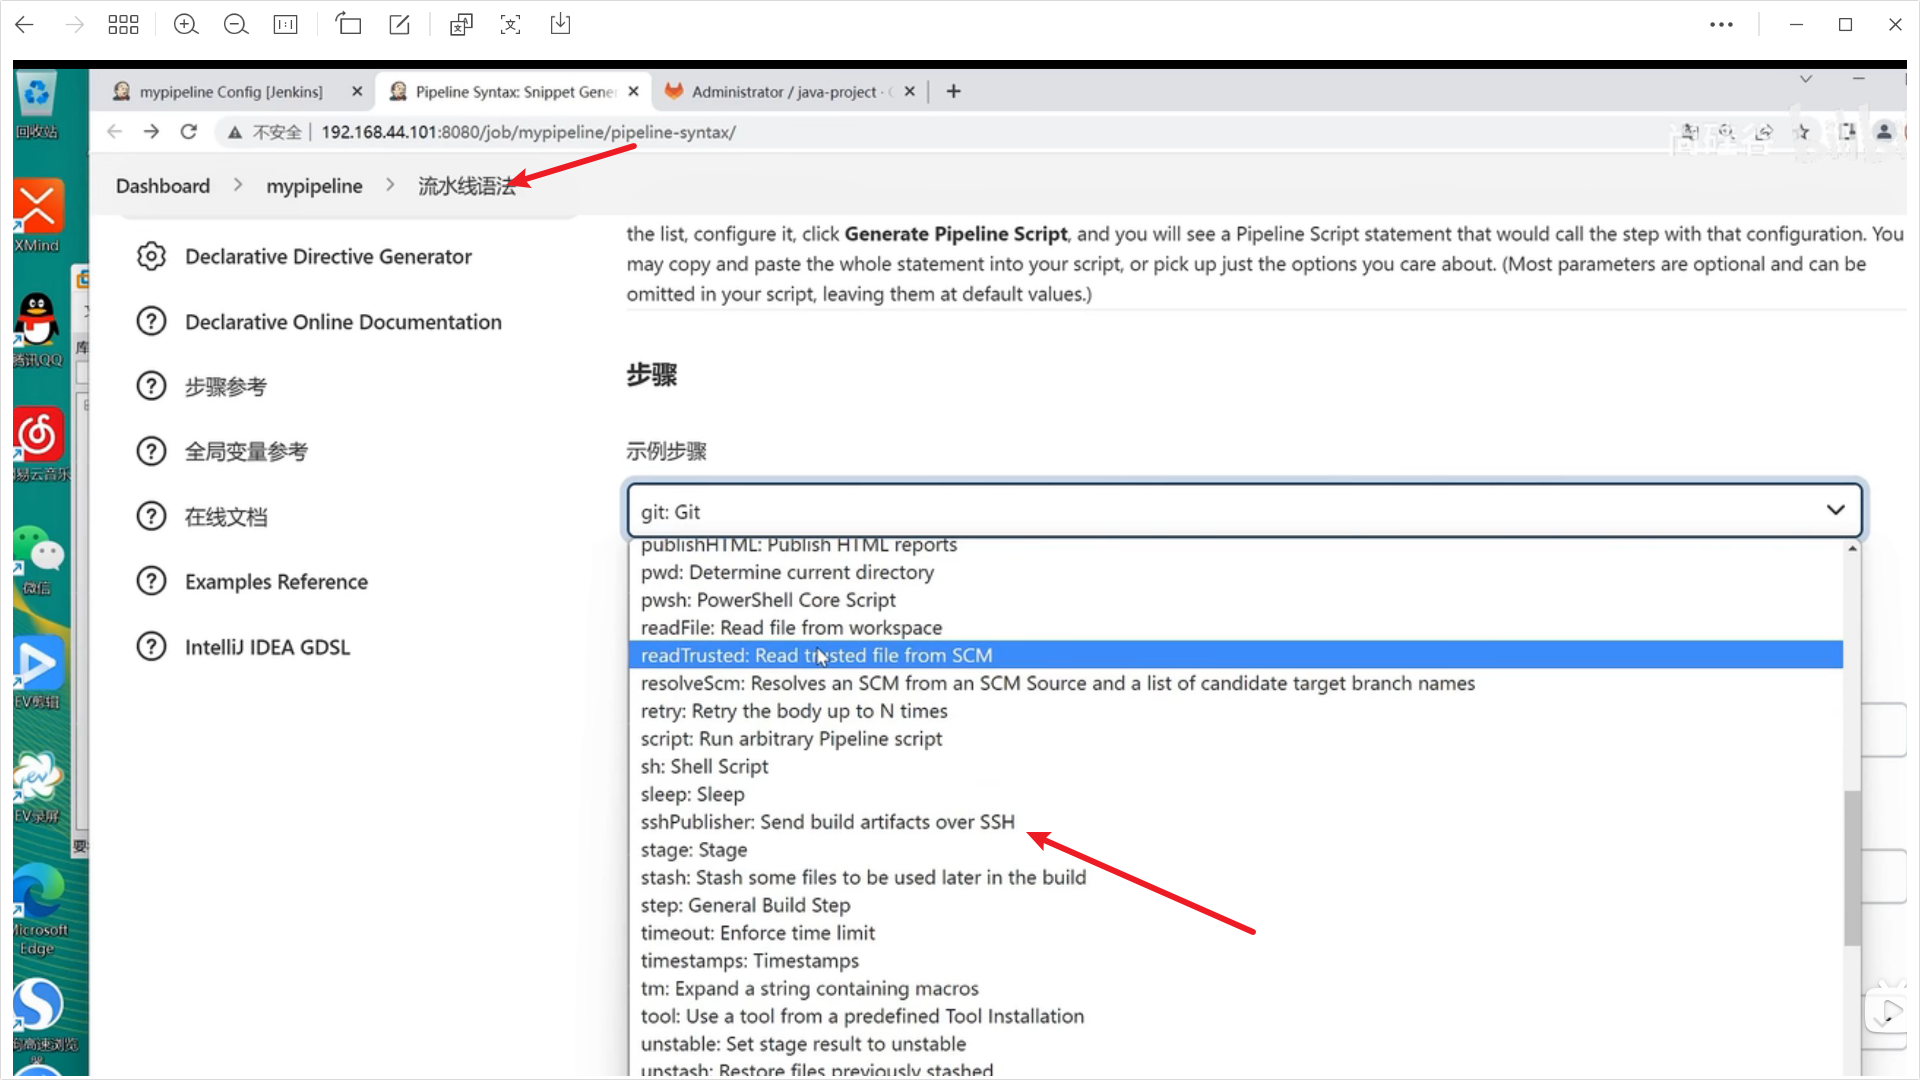 mypipeline Config [Jenkins]
Pipeline Syntax: Snippet Gener
Administrator / java-project ·
不安全
192.168.44.101:8080/job/mypipeline/pipeline-syntax/
尚硅谷
Dashboard
mypipeline
流水线语法
回收站
XMind
腾讯QQ
易云音乐
微信
EV剪辑
EV录屏
Microsoft
Edge
库
Declarative Directive Generator
Declarative Online Documentation
步骤参考
全局变量参考
在线文档
Examples Reference
IntelliJ IDEA GDSL
the list, configure it, click Generate Pipeline Script, and you will see a Pipeline Script statement that would call the step with that configuration. You
may copy and paste the whole statement into your script, or pick up just the options you care about. (Most parameters are optional and can be
omitted in your script, leaving them at default values.)
步骤
示例步骤
git: Git
publishHTML: Publish HTML reports
pwd: Determine current directory
pwsh: PowerShell Core Script
readFile: Read file from workspace
readTrusted: Read trusted file from SCM
resolveScm: Resolves an SCM from an SCM Source and a list of candidate target branch names
retry: Retry the body up to N times
script: Run arbitrary Pipeline script
sh: Shell Script
sleep: Sleep
sshPublisher: Send build artifacts over SSH
stage: Stage
stash: Stash some files to be used later in the build
step: General Build Step
timeout: Enforce time limit
timestamps: Timestamps
tm: Expand a string containing macros
tool: Use a tool from a predefined Tool Installation
unstable: Set stage result to unstable
unstash: Restore files previously stashed